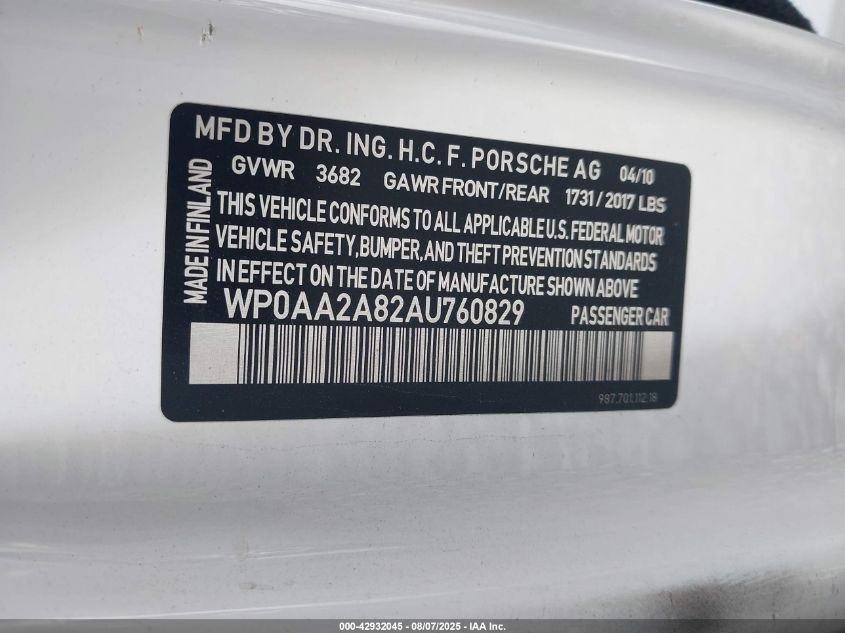 MFD BY DR. ING. H.C. F. PORSCHE AG 04/10
GVWR 3682 GAWR FRONT/REAR 1731/2017 LBS
THIS VEHICLE CONFORMS TO ALL APPLICABLE U.S. FEDERAL MOTOR
VEHICLE SAFETY,BUMPER,AND THEFT PREVENTION STANDARDS
IN EFFECT ON THE DATE OF MANUFACTURE SHOWN ABOVE
WP0AA2A82AU760829 PASSENGER CAR
987.701.112.18
MADE IN FINLAND
000-42932045 - 08/07/2025 - IAA Inc.